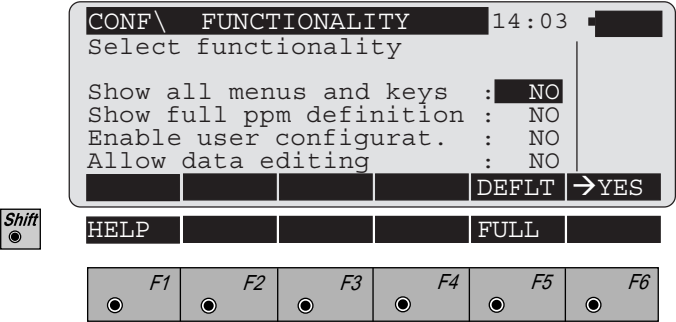 CONF\ FUNCTIONALITY 14:03
Select functionality
Show all menus and keys : NO
Show full ppm definition : NO
Enable user configurat. : NO
Allow data editing : NO
DEFLT →YES
Shift
HELP FULL
F1 F2 F3 F4 F5 F6